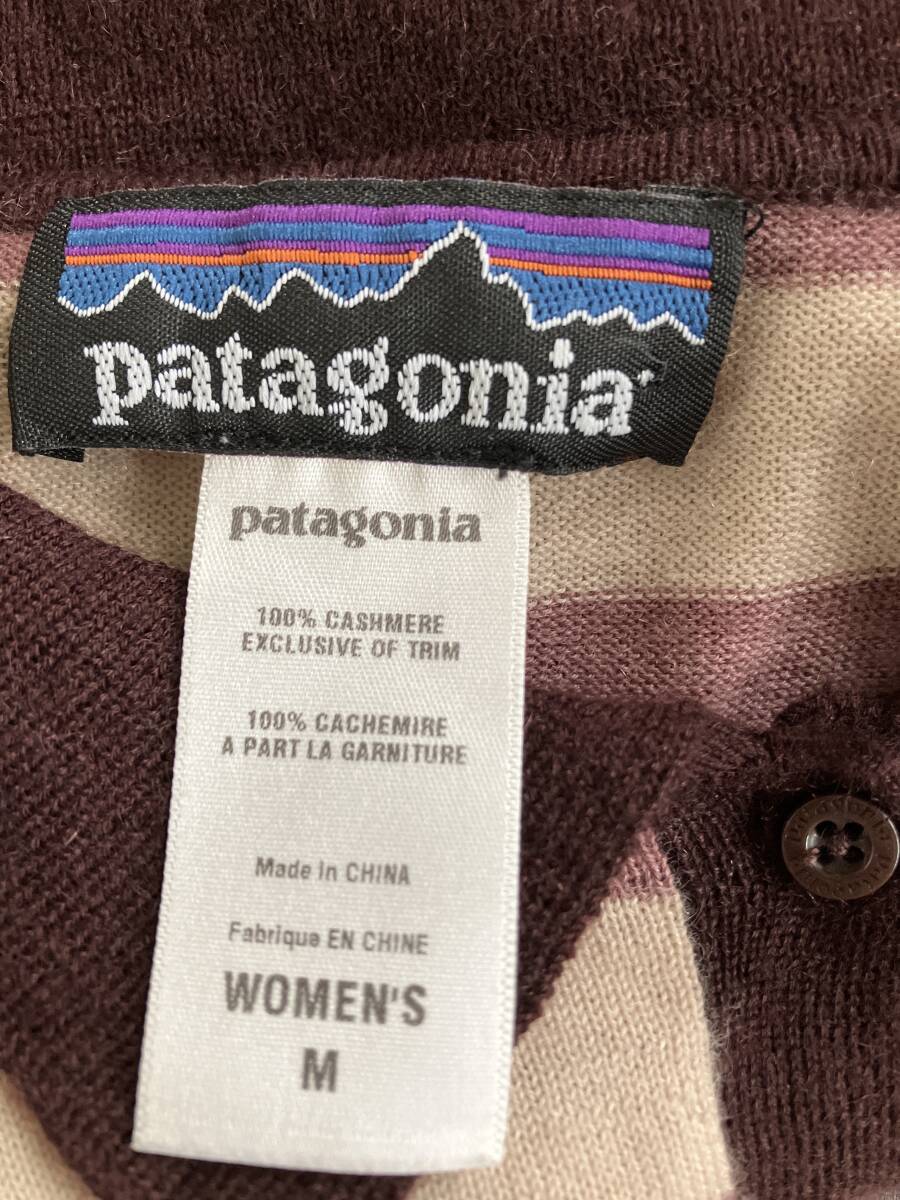 patagonia
patagonia
100% CASHMERE
EXCLUSIVE OF TRIM
100% CACHEMIRE
A PART LA GARNITURE
Made in CHINA
Fabrique EN CHINE
WOMEN'S
M